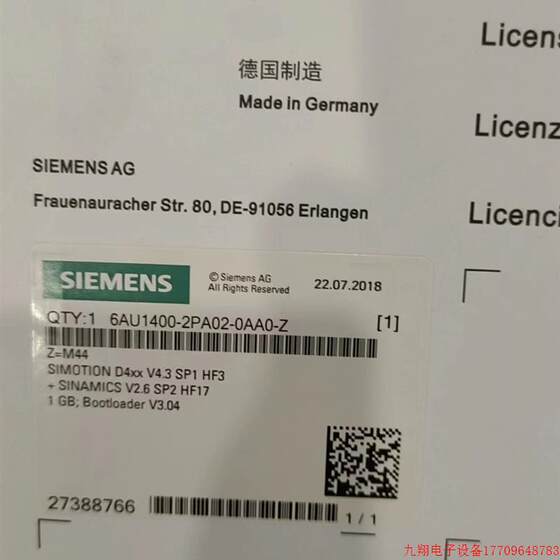 Licens
德国制造
Made in Germany
Licenz
SIEMENS AG
Frauenauracher Str. 80, DE-91056 Erlangen
Licenci
SIEMENS
© Siemens AG
All Rights Reserved
22.07.2018
QTY:1 6AU1400-2PA02-0AA0-Z [1]
Z=M44
SIMOTION D4xx V4.3 SP1 HF3
+ SINAMICS V2.6 SP2 HF17
1 GB; Bootloader V3.04
27388766
1 / 1
九翔电子设备17709648783